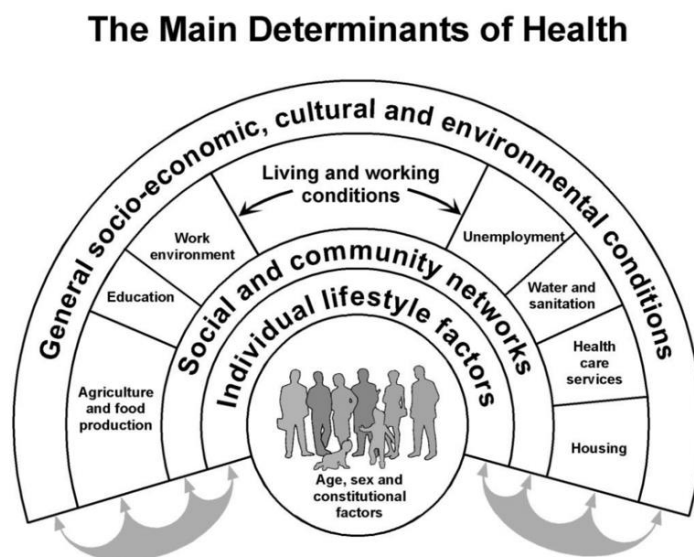 The Main Determinants of Health
General socio-economic, cultural and environmental conditions
Living and working
conditions
Work
environment
Unemployment
Education
Water and
sanitation
Agriculture
and food
production
Health
care
services
Housing
Social and community networks
Individual lifestyle factors
Age, sex and
constitutional
factors